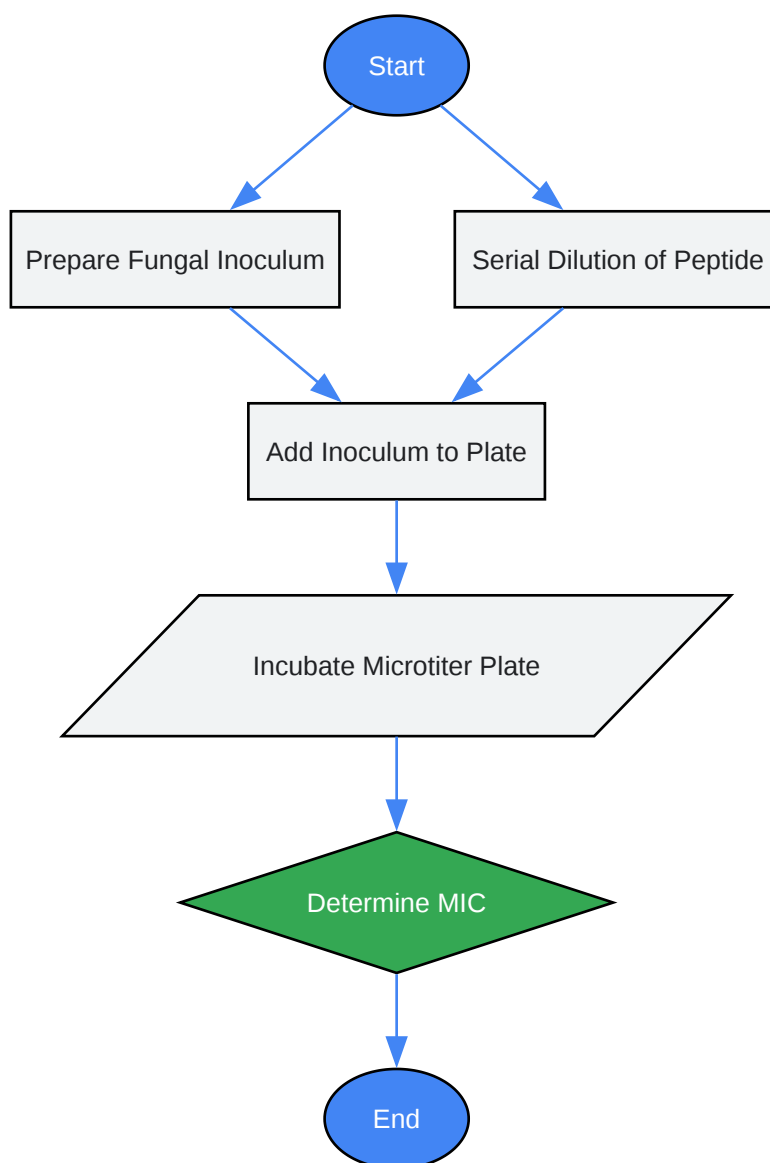 Start
Prepare Fungal Inoculum
Serial Dilution of Peptide
Add Inoculum to Plate
Incubate Microtiter Plate
Determine MIC
End